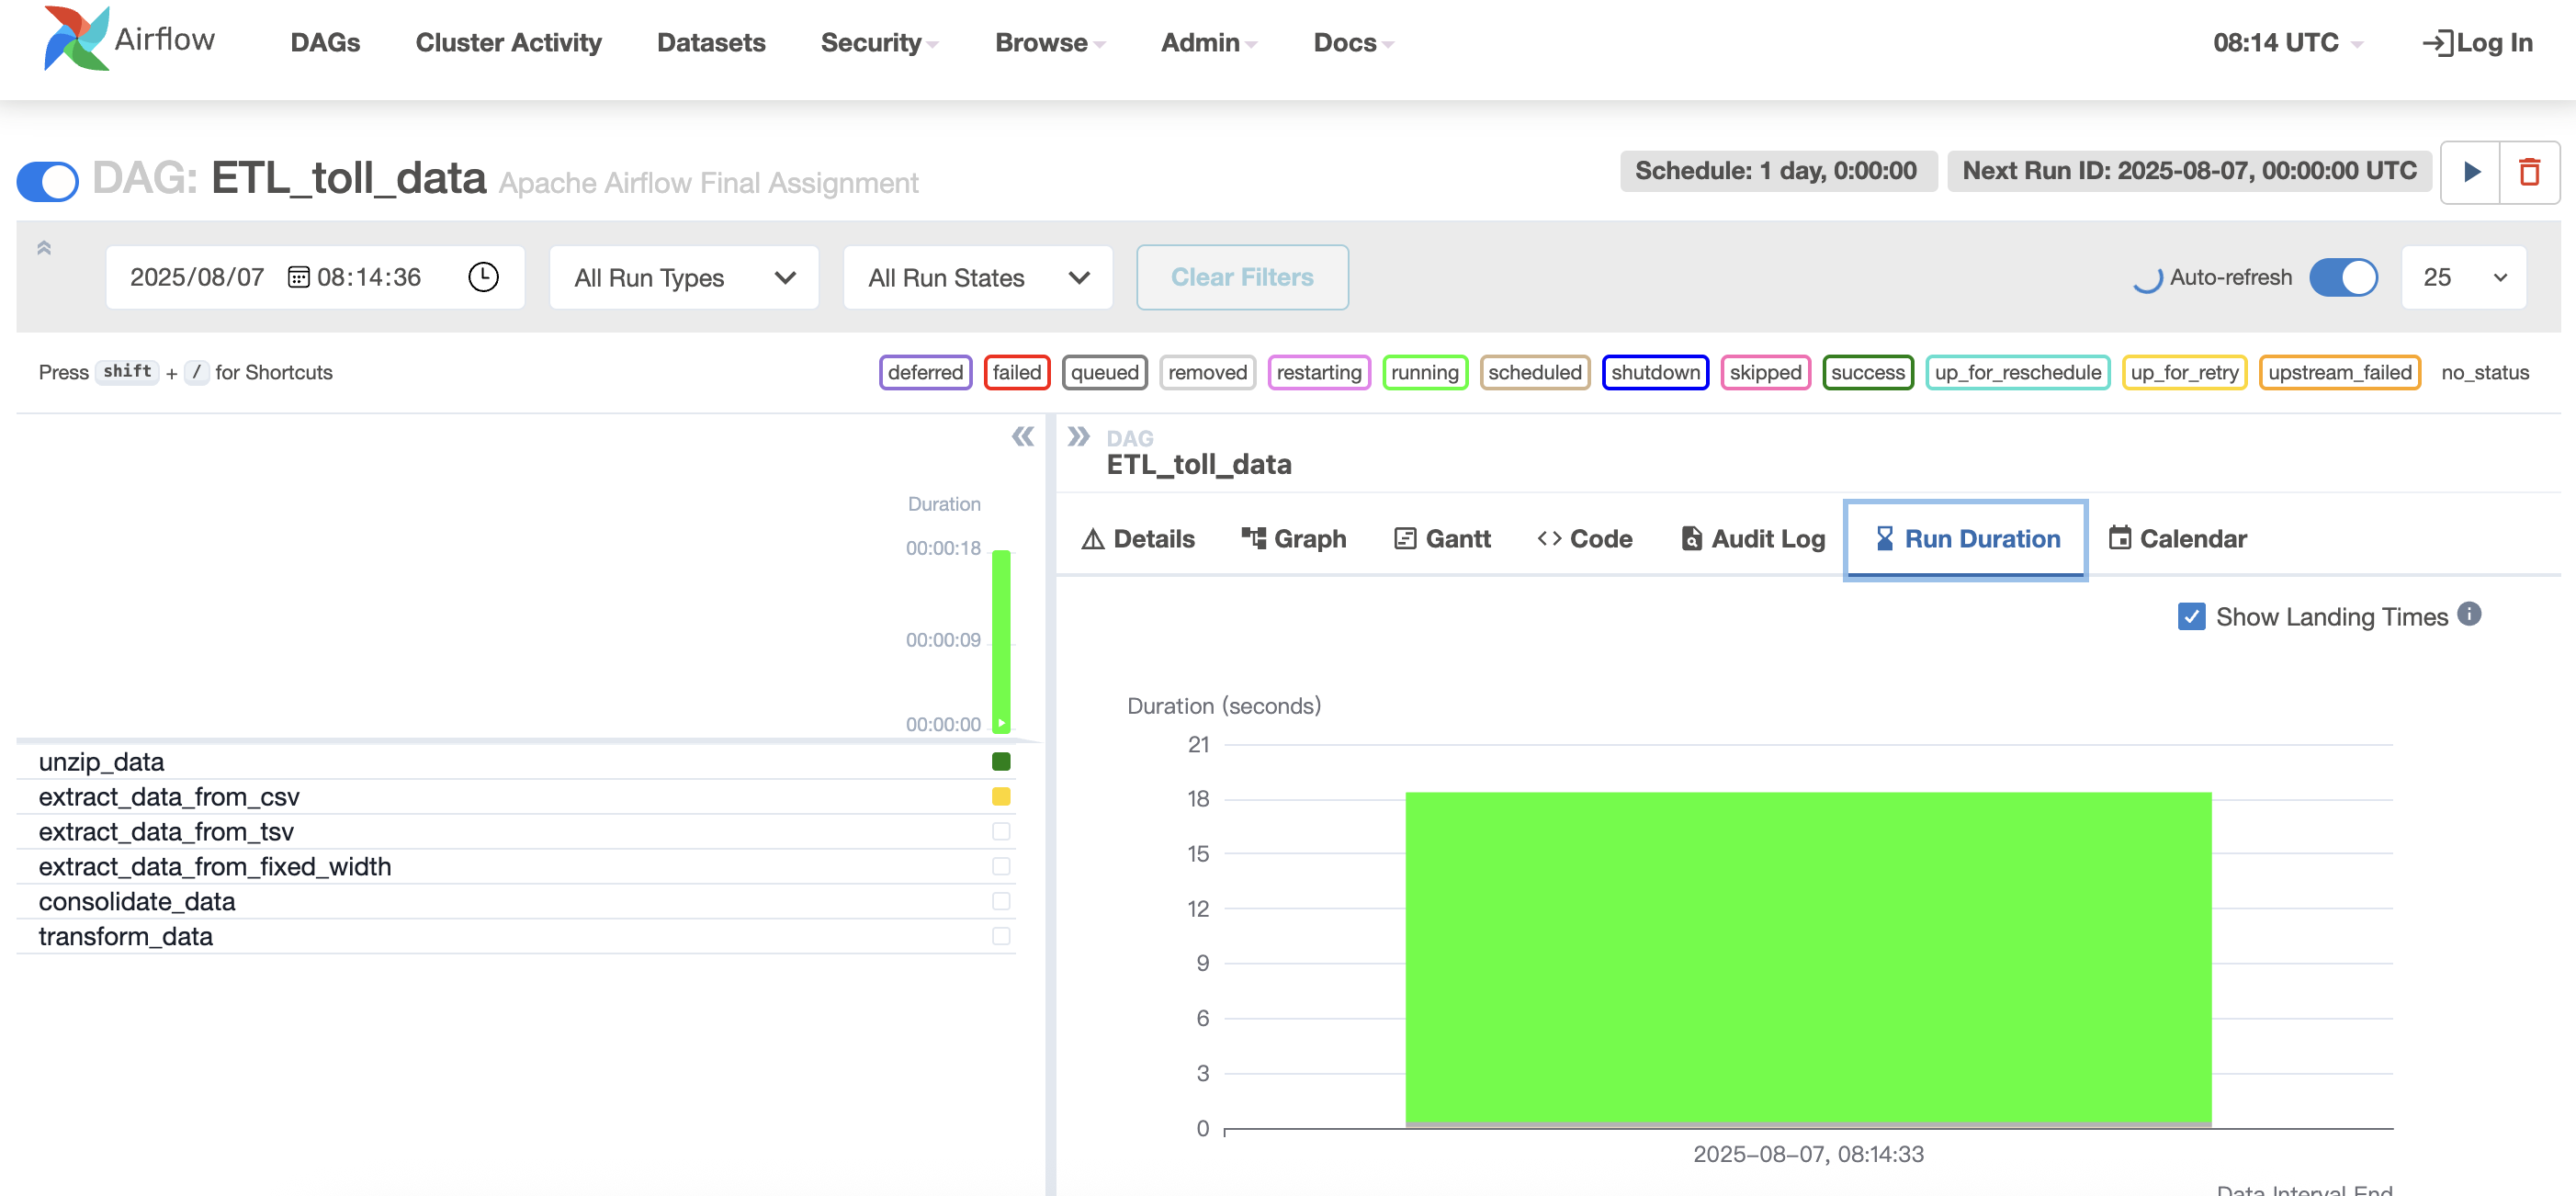 Airflow DAGs Cluster Activity Datasets Security Browse Admin Docs 08:14 UTC Log In
DAG: ETL_toll_data Apache Airflow Final Assignment Schedule: 1 day, 0:00:00 Next Run ID: 2025-08-07, 00:00:00 UTC
2025/08/07 08:14:36 All Run Types All Run States Clear Filters Auto-refresh 25
Press shift + / for Shortcuts deferred failed queued removed restarting running scheduled shutdown skipped success up_for_reschedule up_for_retry upstream_failed no_status
DAG
ETL_toll_data
Duration
00:00:18
00:00:09
00:00:00
unzip_data
extract_data_from_csv
extract_data_from_tsv
extract_data_from_fixed_width
consolidate_data
transform_data
Details Graph Gantt Code Audit Log Run Duration Calendar
Show Landing Times
Duration (seconds)
21
18
15
12
9
6
3
0
2025-08-07, 08:14:33
Data Interval End